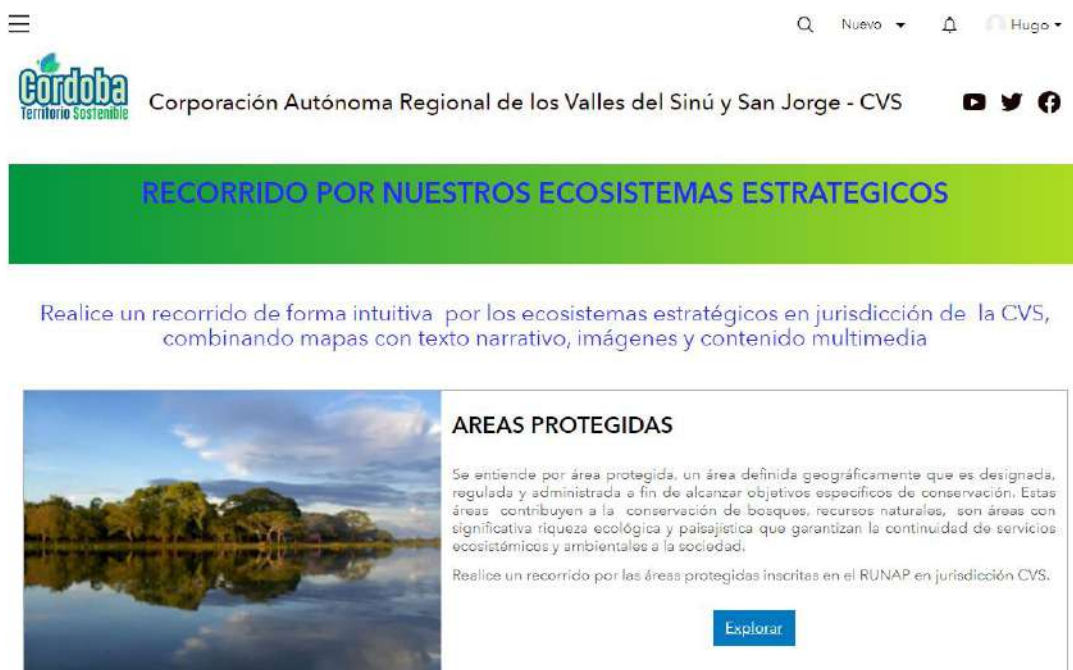 Nuevo
Hugo
Córdoba
Territorio Sostenible
Corporación Autónoma Regional de los Valles del Sinú y San Jorge - CVS
RECORRIDO POR NUESTROS ECOSISTEMAS ESTRATEGICOS
Realice un recorrido de forma intuitiva por los ecosistemas estratégicos en jurisdicción de la CVS,
combinando mapas con texto narrativo, imágenes y contenido multimedia
AREAS PROTEGIDAS
Se entiende por área protegida, un área definida geográficamente que es designada,
regulada y administrada a fin de alcanzar objetivos específicos de conservación. Estas
áreas contribuyen a la conservación de bosques, recursos naturales, son áreas con
significativa riqueza ecológica y paisajística que garantizan la continuidad de servicios
ecosistémicos y ambientales a la sociedad.
Realice un recorrido por las áreas protegidas inscritas en el RUNAP en jurisdicción CVS.
Explorar